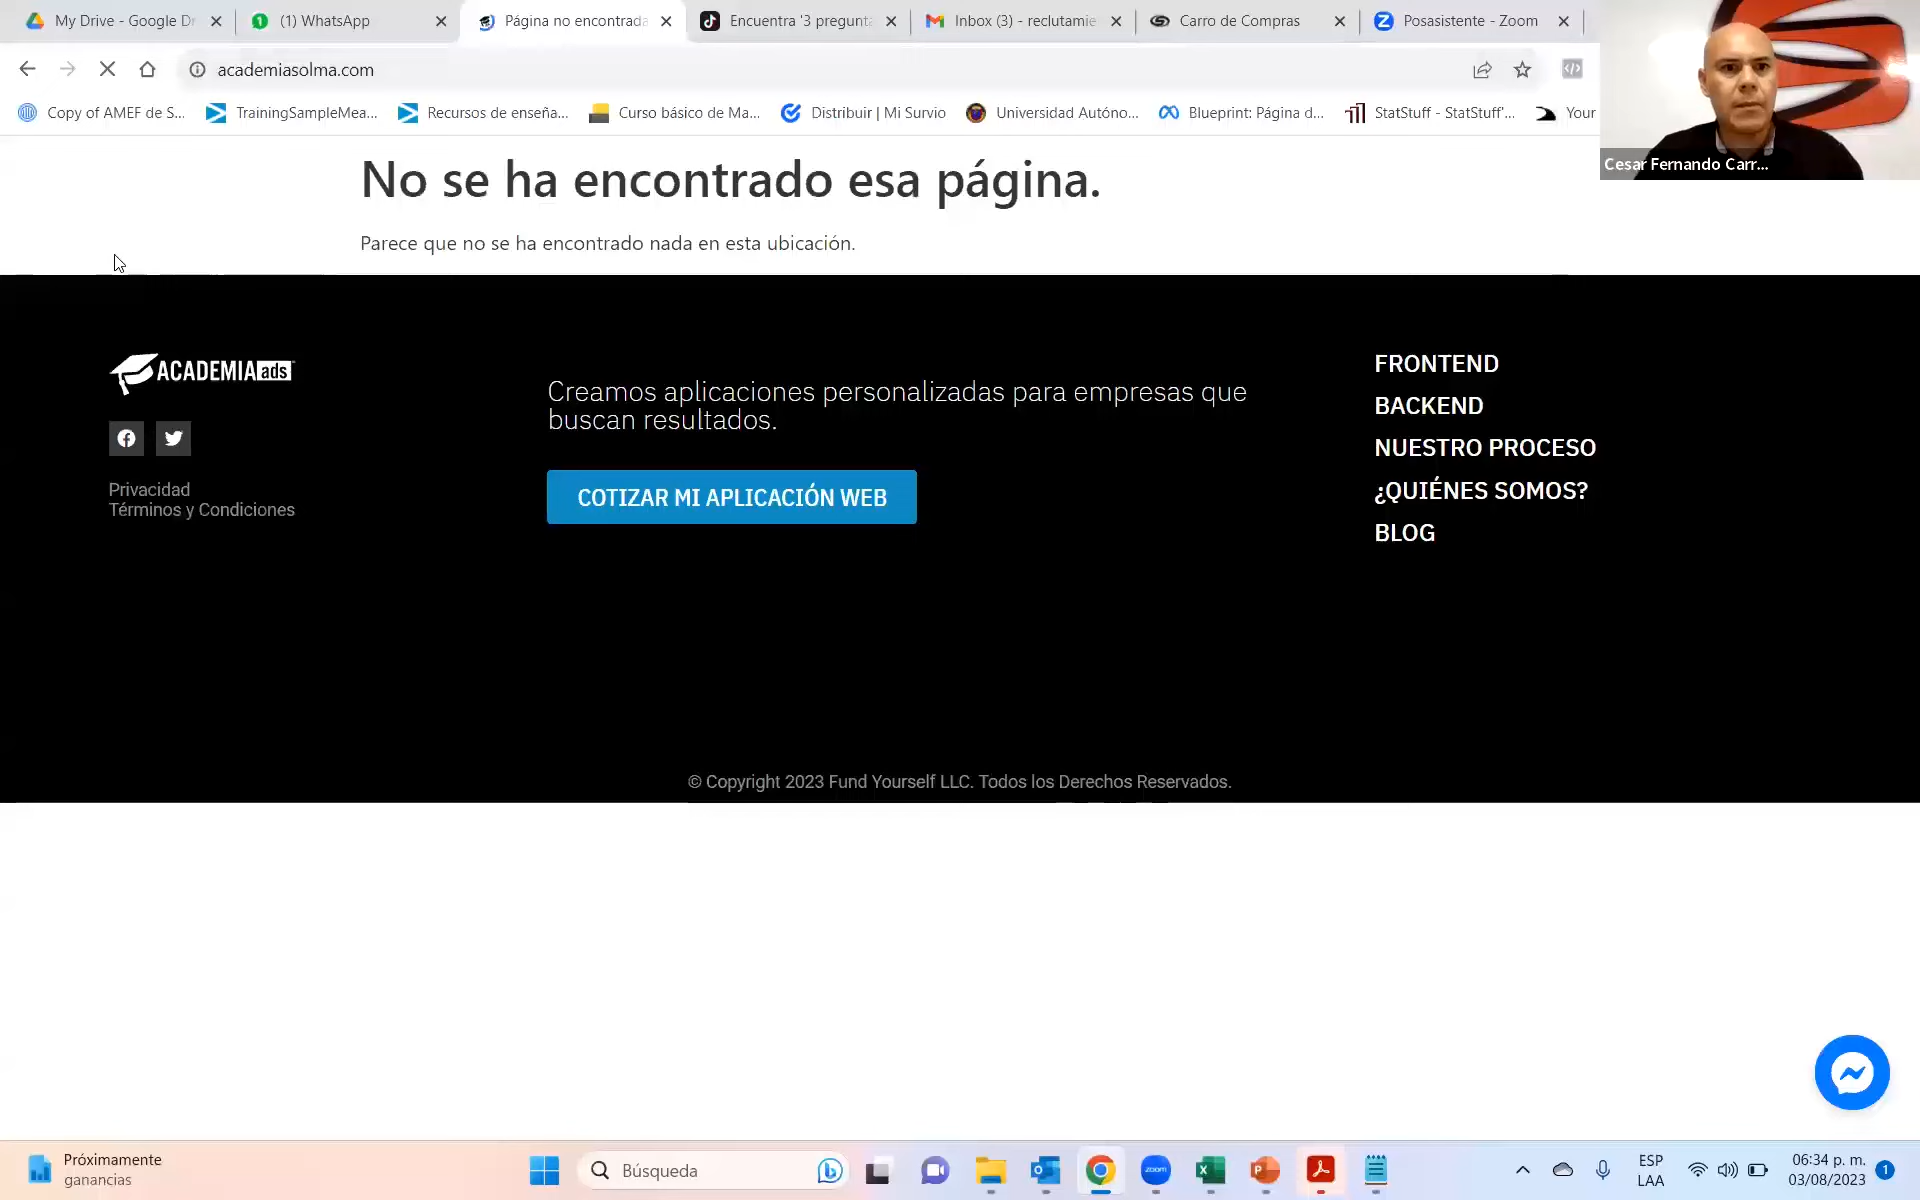 My Drive - Google Dr
(1) WhatsApp
Página no encontrada
Encuentra '3 pregunta
Inbox (3) - reclutamie
Carro de Compras
Posasistente - Zoom
academiasolma.com
Copy of AMEF de S...
TrainingSampleMea...
Recursos de enseña...
Curso básico de Ma...
Distribuir | Mi Survio
Universidad Autóno...
Blueprint: Página d...
StatStuff - StatStuff'...
Your
Cesar Fernando Carr...
No se ha encontrado esa página.
Parece que no se ha encontrado nada en esta ubicación.
ACADEMIA ads
Privacidad
Términos y Condiciones
Creamos aplicaciones personalizadas para empresas que
buscan resultados.
COTIZAR MI APLICACIÓN WEB
FRONTEND
BACKEND
NUESTRO PROCESO
¿QUIÉNES SOMOS?
BLOG
© Copyright 2023 Fund Yourself LLC. Todos los Derechos Reservados.
Próximamente
ganancias
Búsqueda
zoom
ESP
LAA
06:34 p. m.
03/08/2023
1